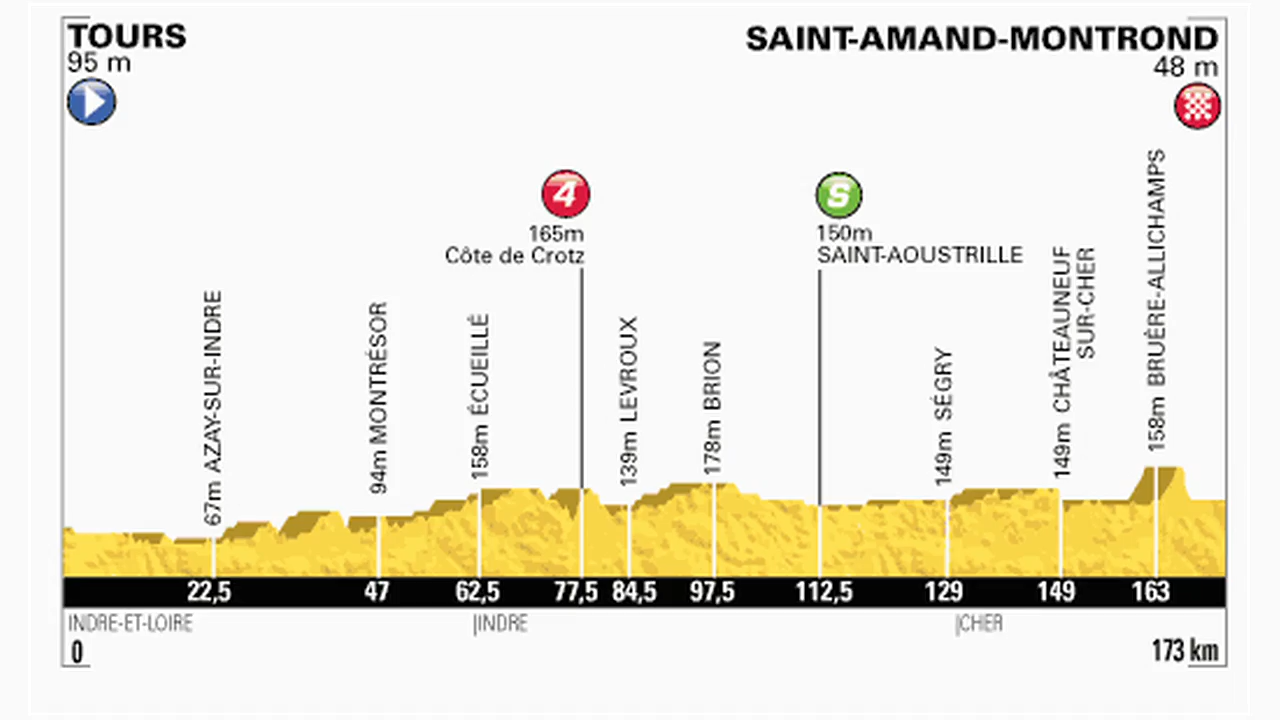 TOURS
95 m
SAINT-AMAND-MONTROND
48 m
4
165m
Côte de Crotz
S
150m
SAINT-AOUSTRILLE
67m AZAY-SUR-INDRE
94m MONTRÉSOR
158m ÉCUEILLÉ
139m LEVROUX
178m BRION
149m SÉGRY
149m CHÂTEAUNEUF
SUR-CHER
158m BRUÈRE-ALLICHAMPS
22,5 47 62,5 77,5 84,5 97,5 112,5 129 149 163
INDRE-ET-LOIRE |INDRE |CHER
0 173 km